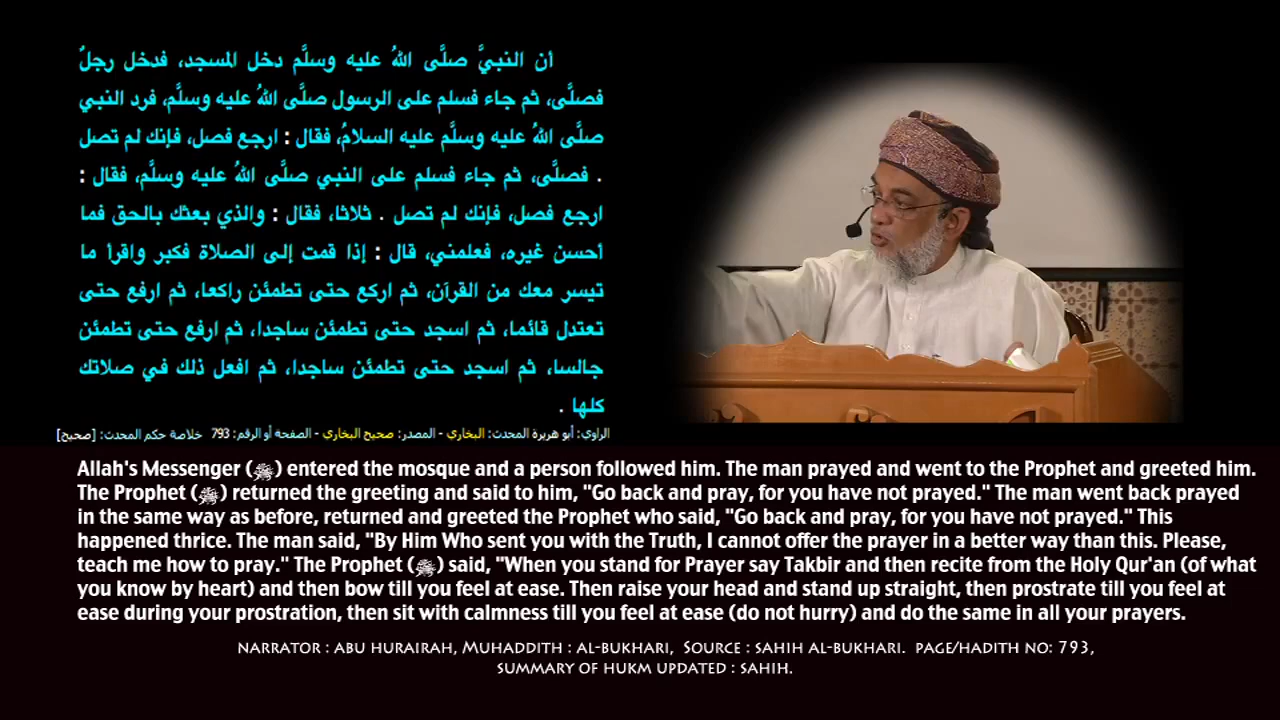 أن النبيَّ صلَّى اللهُ عليه وسلَّم دخل المسجد، فدخل رجلٌ
فصلَّى، ثم جاء فسلم على الرسول صلَّى اللهُ عليه وسلَّم، فرد النبي
صلَّى اللهُ عليه وسلَّم عليه السلامُ، فقال : ارجع فصل، فإنك لم تصل
. فصلَّى، ثم جاء فسلم على النبي صلَّى اللهُ عليه وسلَّم، فقال :
ارجع فصل، فإنك لم تصل . ثلاثا، فقال : والذي بعثك بالحق فما
أحسن غيره، فعلمني، قال : إذا قمت إلى الصلاة فكبر واقرأ ما
تيسر معك من القرآن، ثم اركع حتى تطمئن راكعا، ثم ارفع حتى
تعتدل قائما، ثم اسجد حتى تطمئن ساجدا، ثم ارفع حتى تطمئن
جالسا، ثم اسجد حتى تطمئن ساجدا، ثم افعل ذلك في صلاتك
كلها .
الراوي: أبو هريرة المحدث: البخاري - المصدر: صحيح البخاري - الصفحة أو الرقم: 793 خلاصة حكم المحدث: [صحيح]
Allah's Messenger (ﷺ) entered the mosque and a person followed him. The man prayed and went to the Prophet and greeted him.
The Prophet (ﷺ) returned the greeting and said to him, "Go back and pray, for you have not prayed." The man went back prayed
in the same way as before, returned and greeted the Prophet who said, "Go back and pray, for you have not prayed." This
happened thrice. The man said, "By Him Who sent you with the Truth, I cannot offer the prayer in a better way than this. Please,
teach me how to pray." The Prophet (ﷺ) said, "When you stand for Prayer say Takbir and then recite from the Holy Qur'an (of what
you know by heart) and then bow till you feel at ease. Then raise your head and stand up straight, then prostrate till you feel at
ease during your prostration, then sit with calmness till you feel at ease (do not hurry) and do the same in all your prayers.
NARRATOR : ABU HURAIRAH, MUHADDITH : AL-BUKHARI, SOURCE : SAHIH AL-BUKHARI. PAGE/HADITH NO: 793,
SUMMARY OF HUKM UPDATED : SAHIH.